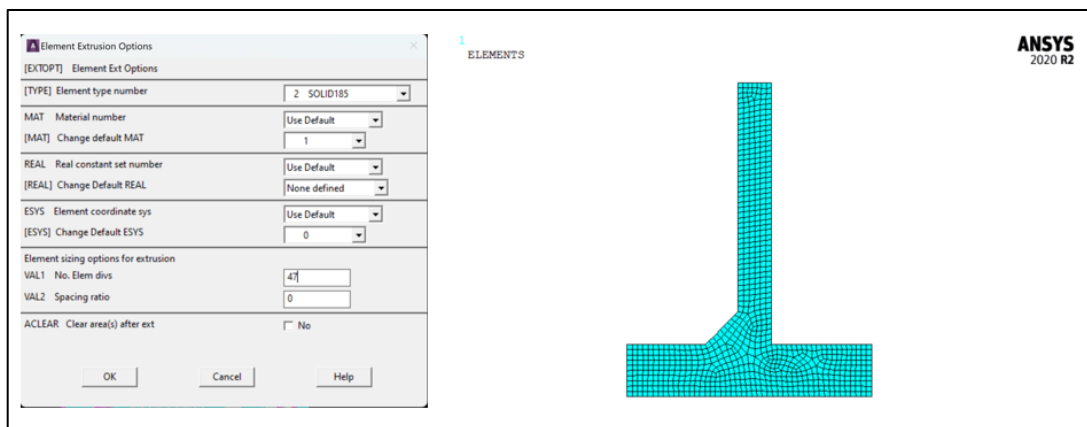 Element Extrusion Options
[EXTOPT] Element Ext Options
[TYPE] Element type number 2 SOLID185
MAT Material number Use Default
[MAT] Change default MAT 1
REAL Real constant set number Use Default
[REAL] Change Default REAL None defined
ESYS Element coordinate sys Use Default
[ESYS] Change Default ESYS 0
Element sizing options for extrusion
VAL1 No. Elem divs 47
VAL2 Spacing ratio 0
ACLEAR Clear area(s) after ext No
OK Cancel Help
1
ELEMENTS
ANSYS
2020 R2